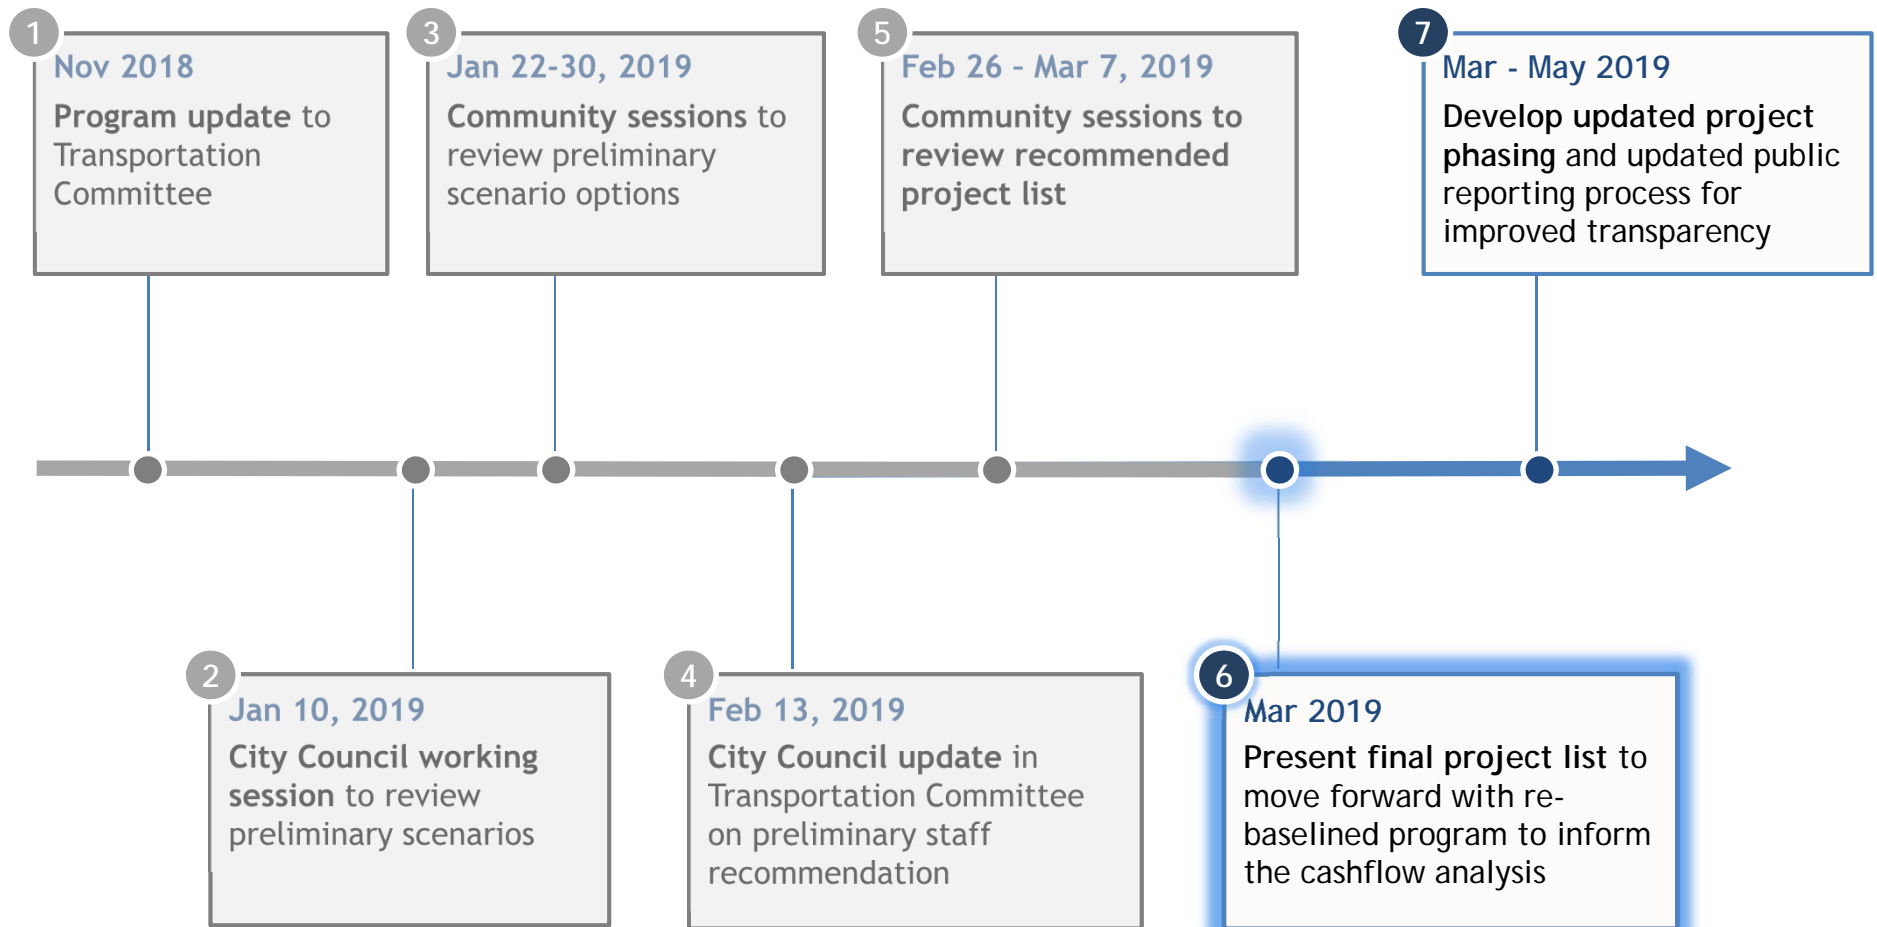 1
Nov 2018
Program update to
Transportation
Committee
3
Jan 22-30, 2019
Community sessions to
review preliminary
scenario options
5
Feb 26 – Mar 7, 2019
Community sessions to
review recommended
project list
7
Mar - May 2019
Develop updated project
phasing and updated public
reporting process for
improved transparency
2
Jan 10, 2019
City Council working
session to review
preliminary scenarios
4
Feb 13, 2019
City Council update in
Transportation Committee
on preliminary staff
recommendation
6
Mar 2019
Present final project list to
move forward with re-
baselined program to inform
the cashflow analysis